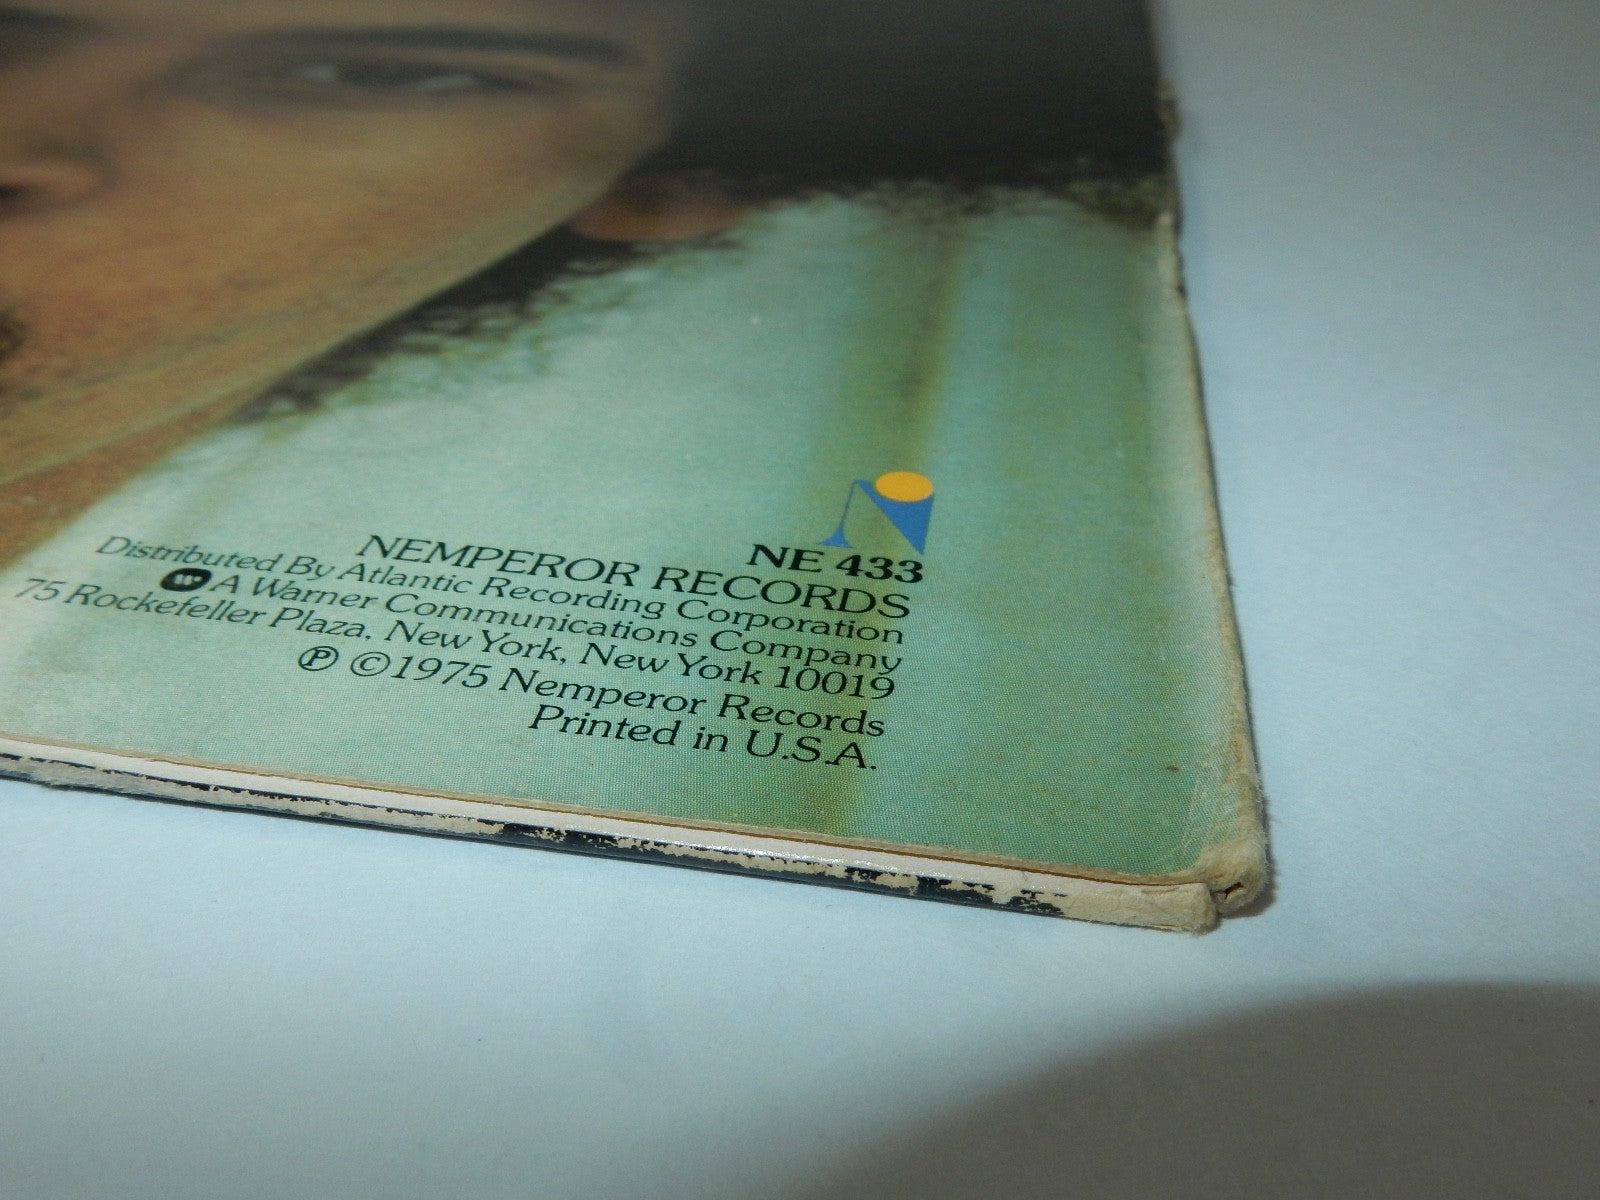 NE 433
NEMPEROR RECORDS
Distributed By Atlantic Recording Corporation
A Warner Communications Company
75 Rockefeller Plaza, New York, New York 10019
℗ ©1975 Nemperor Records
Printed in U.S.A.